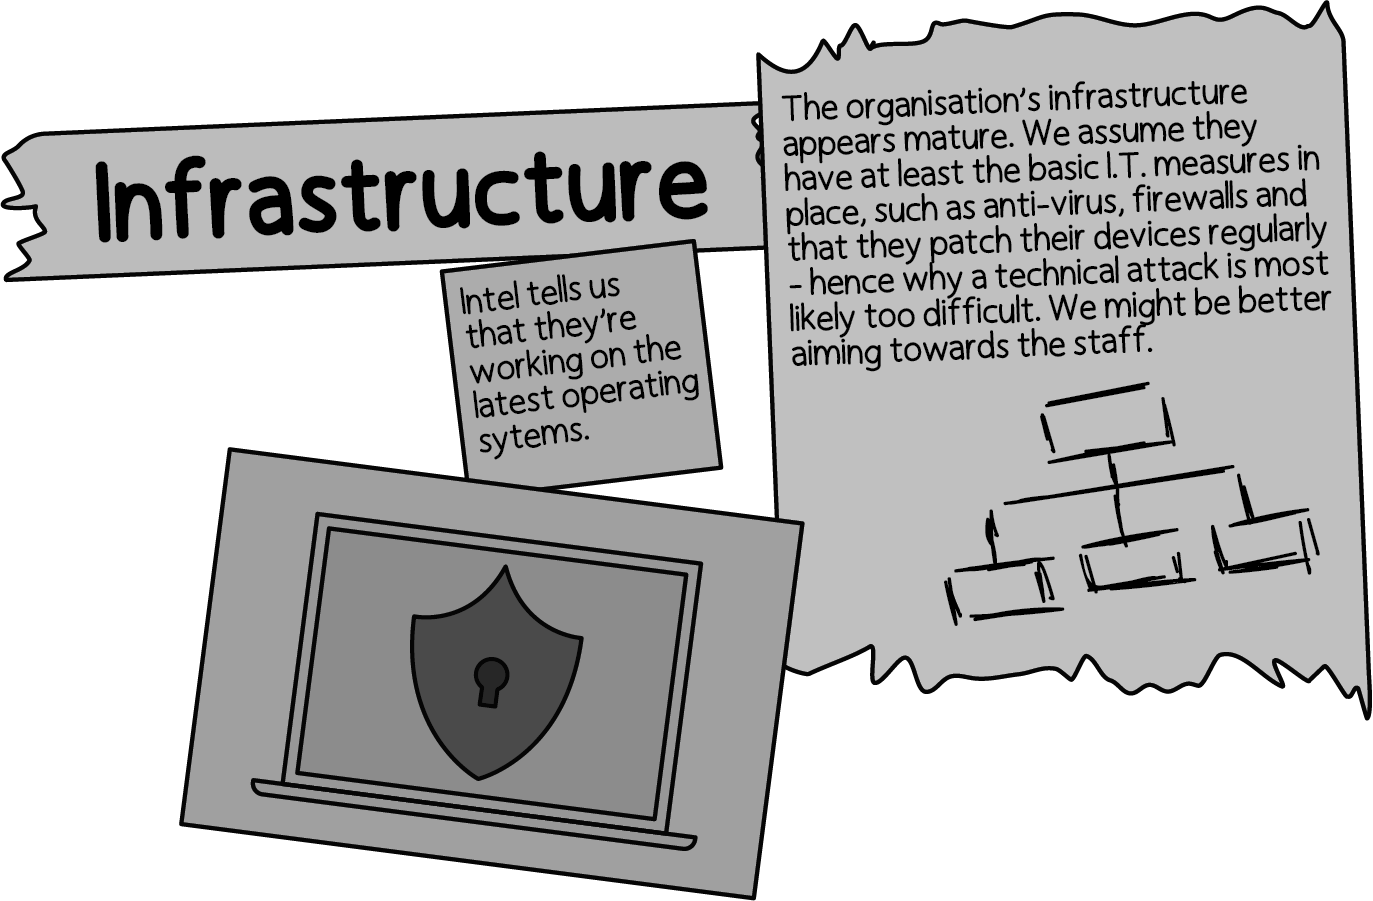 Infrastructure
The organisation's infrastructure
appears mature. We assume they
have at least the basic I.T. measures in
place, such as anti-virus, firewalls and
that they patch their devices regularly
- hence why a technical attack is most
likely too difficult. We might be better
aiming towards the staff.
Intel tells us
that they're
working on the
latest operating
sytems.